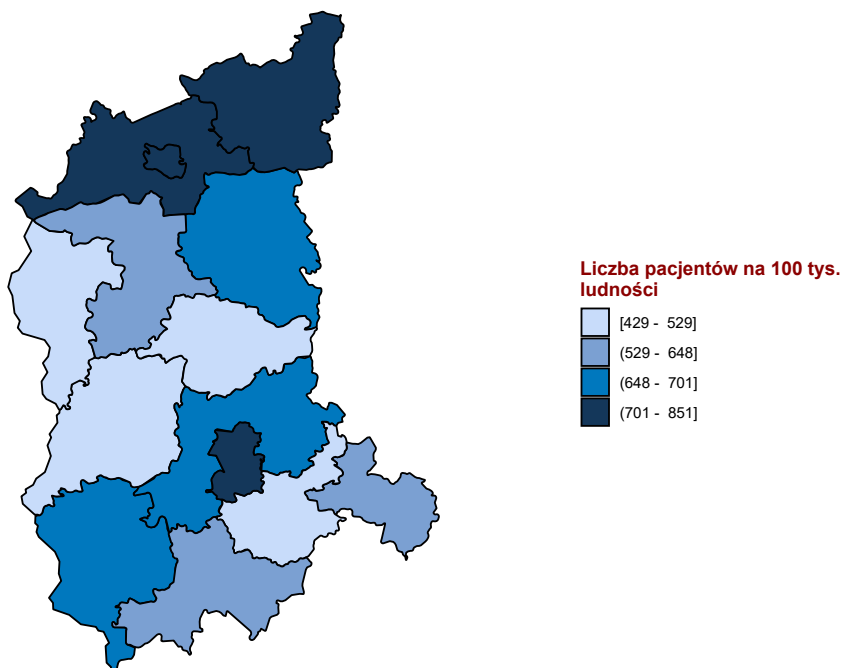 Liczba pacjentów na 100 tys.
ludności
[429 - 529]
(529 - 648]
(648 - 701]
(701 - 851]